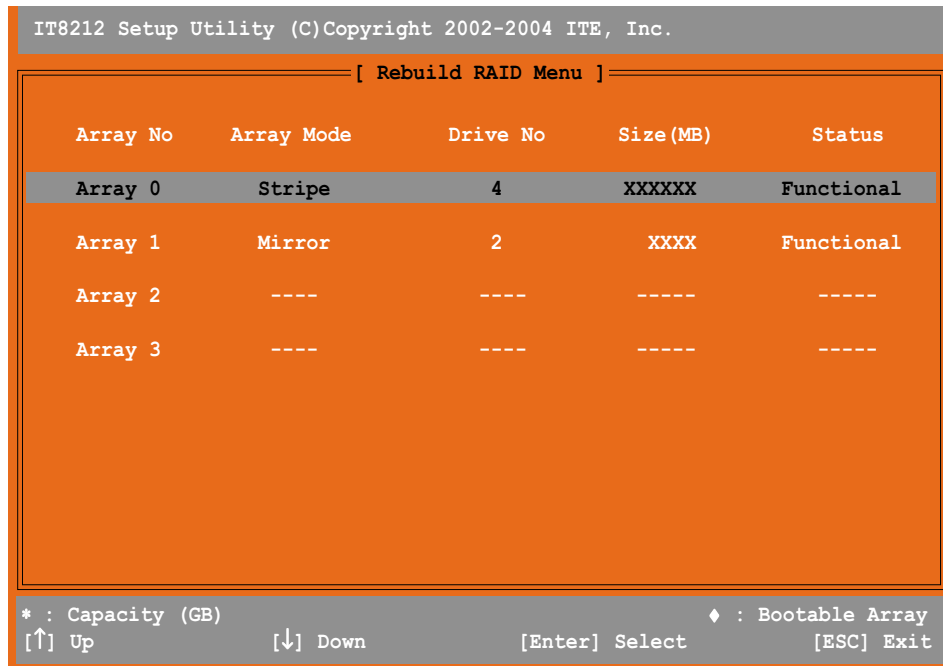 IT8212 Setup Utility (C)Copyright 2002-2004 ITE, Inc.
[ Rebuild RAID Menu ]
Array No Array Mode Drive No Size(MB) Status
Array 0 Stripe 4 XXXXXX Functional
Array 1 Mirror 2 XXXX Functional
Array 2 ---- ---- ----- -----
Array 3 ---- ---- ----- -----
* : Capacity (GB) ♦ : Bootable Array
[↑] Up [↓] Down [Enter] Select [ESC] Exit